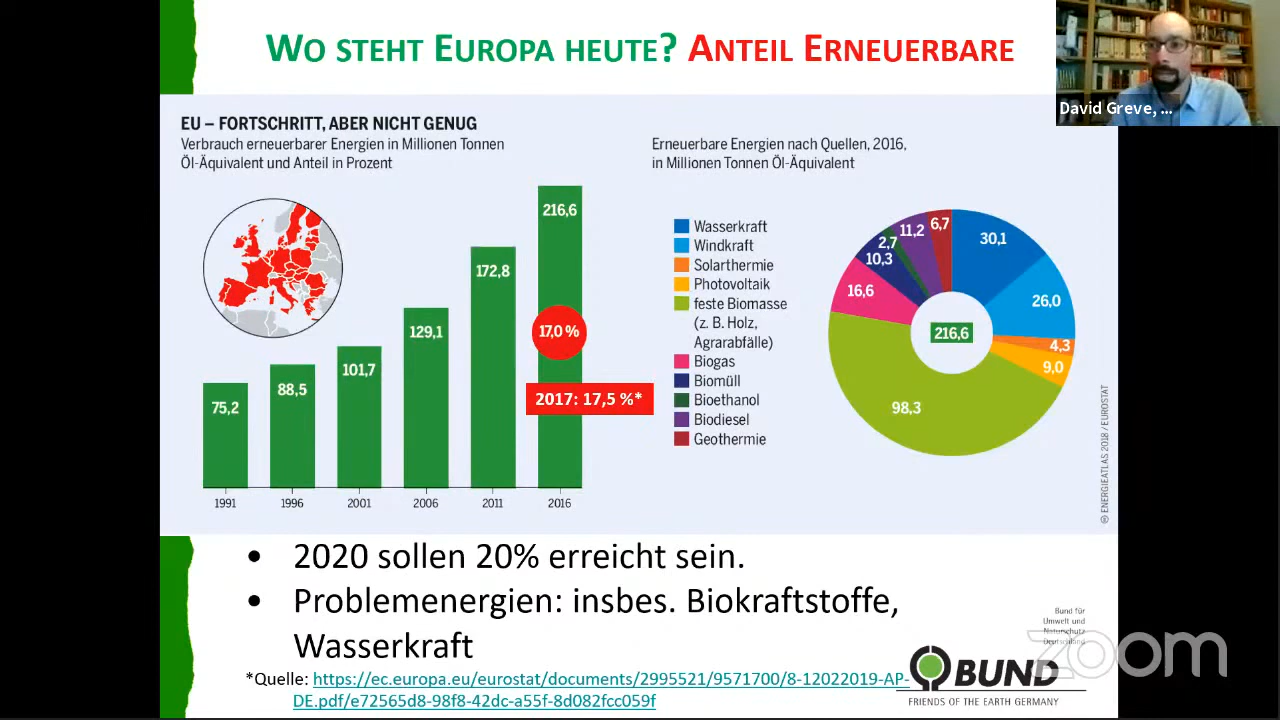 WO STEHT EUROPA HEUTE? ANTEIL ERNEUERBARE
David Greve, ...
EU – FORTSCHRITT, ABER NICHT GENUG
Verbrauch erneuerbarer Energien in Millionen Tonnen
Öl-Äquivalent und Anteil in Prozent
75,2
88,5
101,7
129,1
172,8
216,6
17,0 %
2017: 17,5 %*
1991
1996
2001
2006
2011
2016
Erneuerbare Energien nach Quellen, 2016,
in Millionen Tonnen Öl-Äquivalent
Wasserkraft
Windkraft
Solarthermie
Photovoltaik
feste Biomasse
(z. B. Holz,
Agrarabfälle)
Biogas
Biomüll
Bioethanol
Biodiesel
Geothermie
30,1
26,0
4,3
9,0
98,3
16,6
10,3
2,7
11,2
6,7
216,6
ENERGIEATLAS 2018 / EUROSTAT
• 2020 sollen 20% erreicht sein.
• Problemenergien: insbes. Biokraftstoffe,
Wasserkraft
*Quelle: https://ec.europa.eu/eurostat/documents/2995521/9571700/8-12022019-AP-
DE.pdf/e72565d8-98f8-42dc-a55f-8d082fcc059f
Bund für
Umwelt und
Naturschutz
Deutschland
BUND
FRIENDS OF THE EARTH GERMANY
zoom